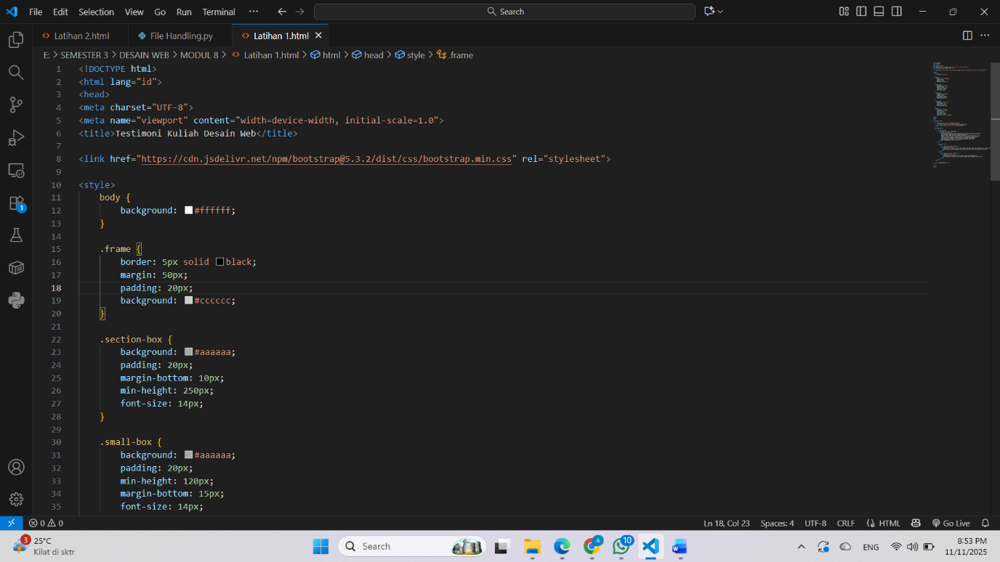 File Edit Selection View Go Run Terminal ··· Search
Latihan 2.html File Handling.py Latihan 1.html
E: > SEMESTER 3 > DESAIN WEB > MODUL 8 > Latihan 1.html > html > head > style > .frame
1 <!DOCTYPE html>
2 <html lang="id">
3 <head>
4 <meta charset="UTF-8">
5 <meta name="viewport" content="width=device-width, initial-scale=1.0">
6 <title>Testimoni Kuliah Desain Web</title>
7
8 <link href="https://cdn.jsdelivr.net/npm/bootstrap@5.3.2/dist/css/bootstrap.min.css" rel="stylesheet">
9
10 <style>
11 body {
12 background: #ffffff;
13 }
14
15 .frame {
16 border: 5px solid black;
17 margin: 50px;
18 padding: 20px;
19 background: #cccccc;
20 }
21
22 .section-box {
23 background: #aaaaaa;
24 padding: 20px;
25 margin-bottom: 10px;
26 min-height: 250px;
27 font-size: 14px;
28 }
29
30 .small-box {
31 background: #aaaaaa;
32 padding: 20px;
33 min-height: 120px;
34 margin-bottom: 15px;
35 font-size: 14px;
1
0 0 Ln 18, Col 23 Spaces: 4 UTF-8 CRLF HTML Go Live
3 25°C Search A 10 ENG 8:53 PM
Kilat di sktr 11/11/2025